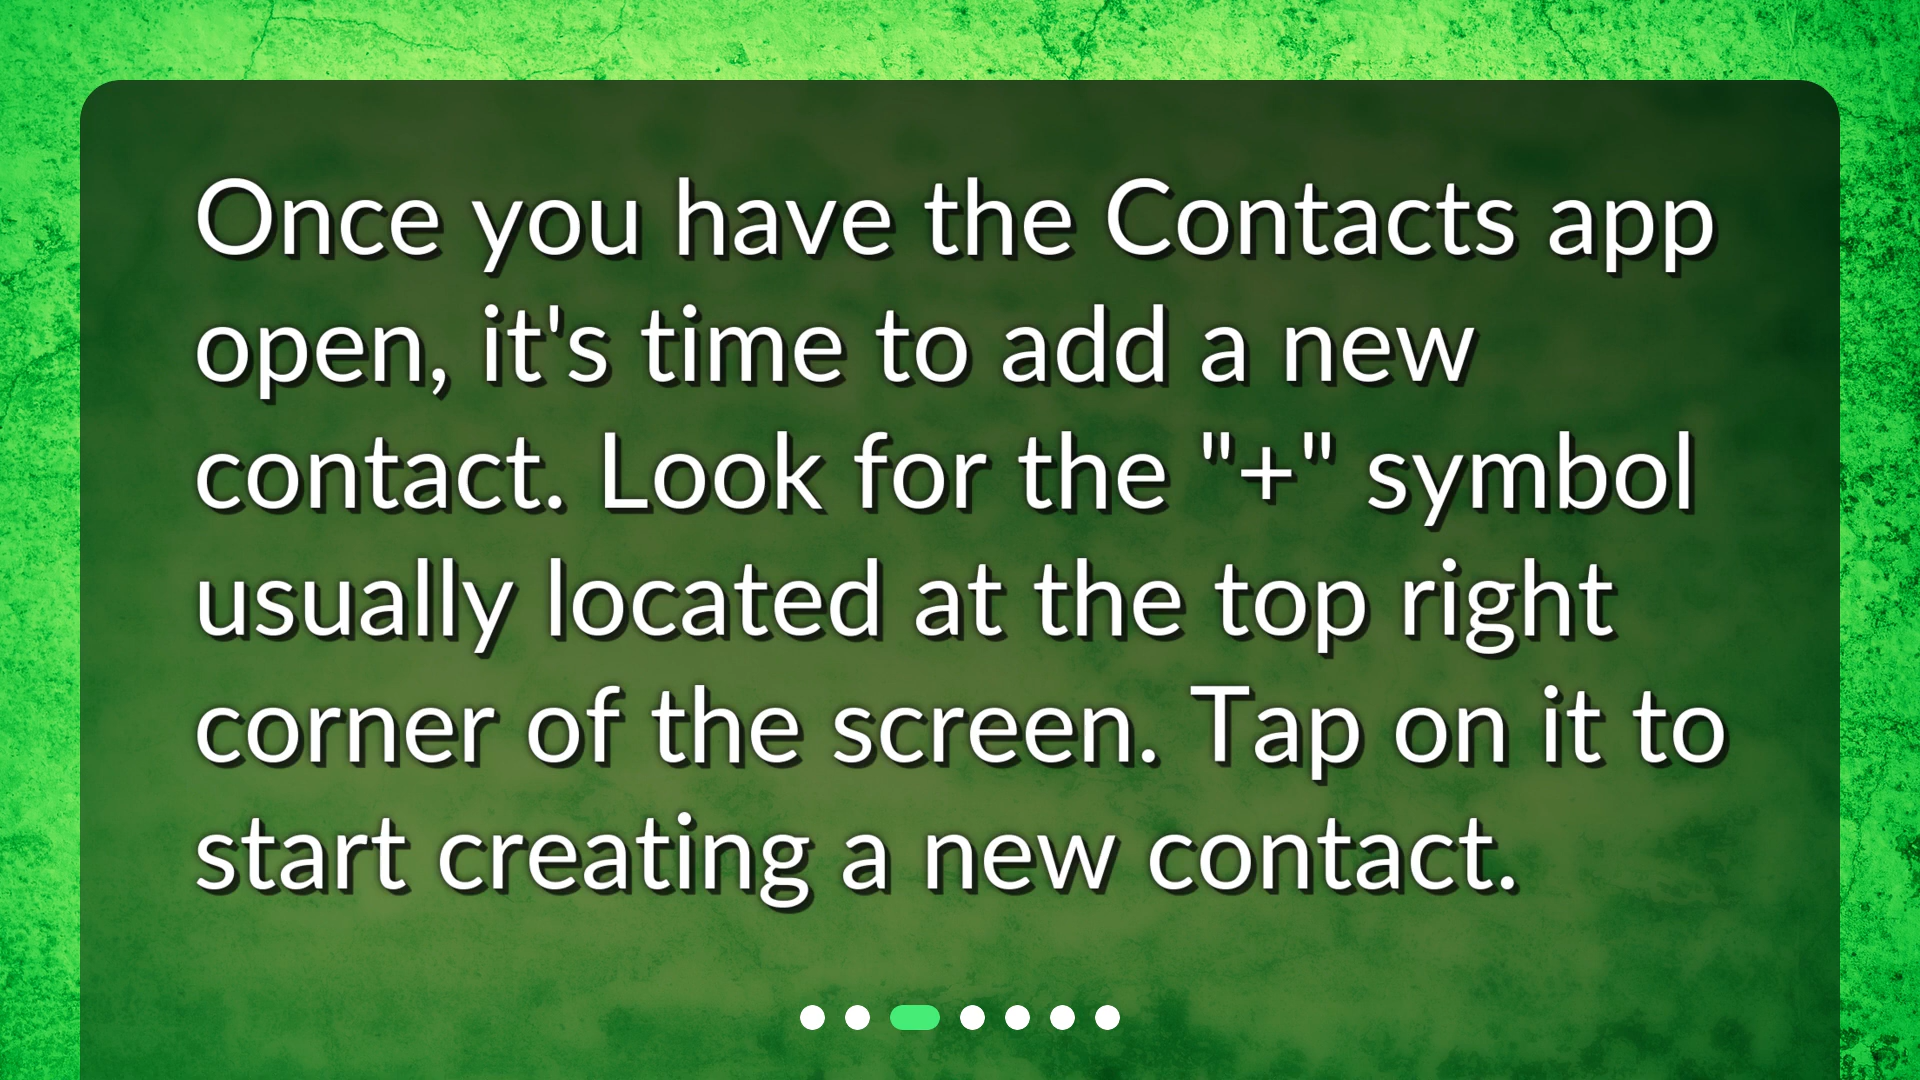 Once you have the Contacts app
open, it's time to add a new
contact. Look for the "+" symbol
usually located at the top right
corner of the screen. Tap on it to
start creating a new contact.